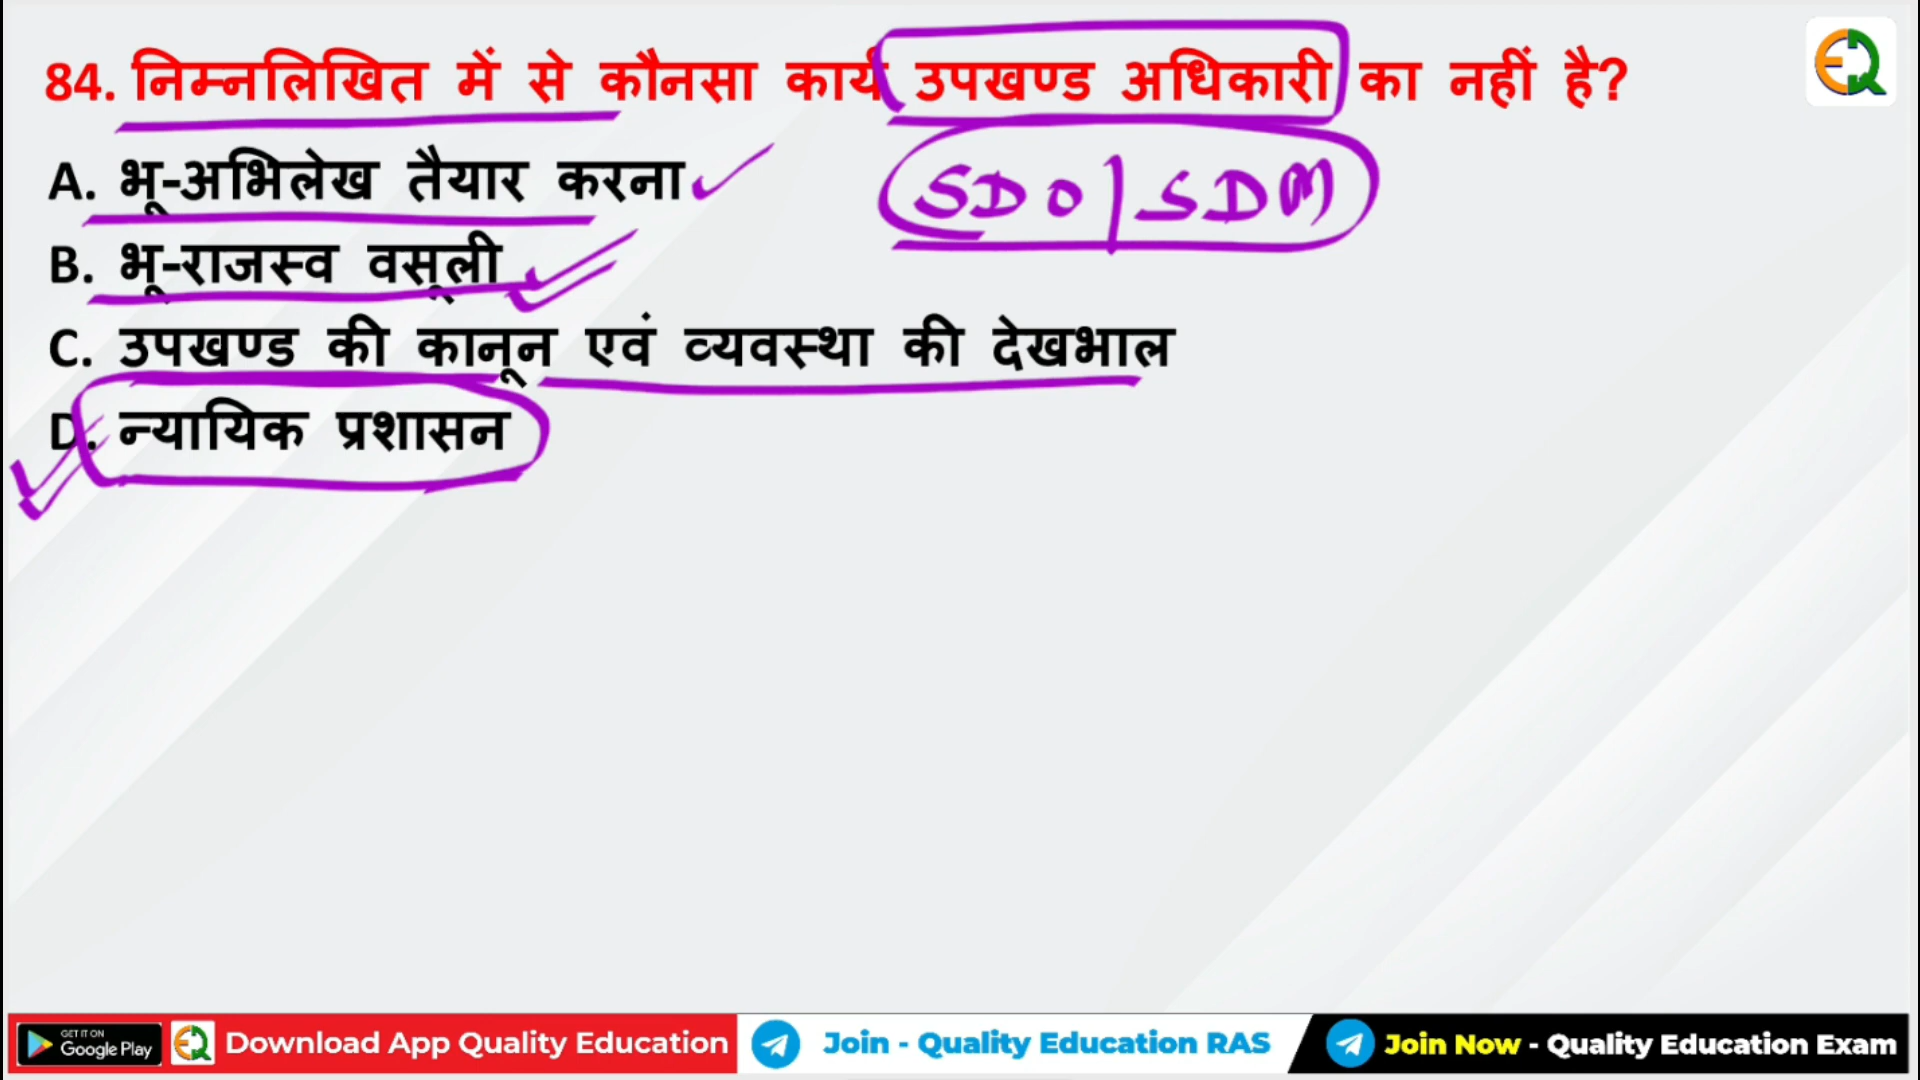 84. निम्नलिखित में से कौनसा कार्य उपखण्ड अधिकारी का नहीं है?
A. भू-अभिलेख तैयार करना
SDO | SDM
B. भू-राजस्व वसूली
C. उपखण्ड की कानून एवं व्यवस्था की देखभाल
D. न्यायिक प्रशासन
GET IT ON
Google Play
Download App Quality Education
Join - Quality Education RAS
Join Now - Quality Education Exam